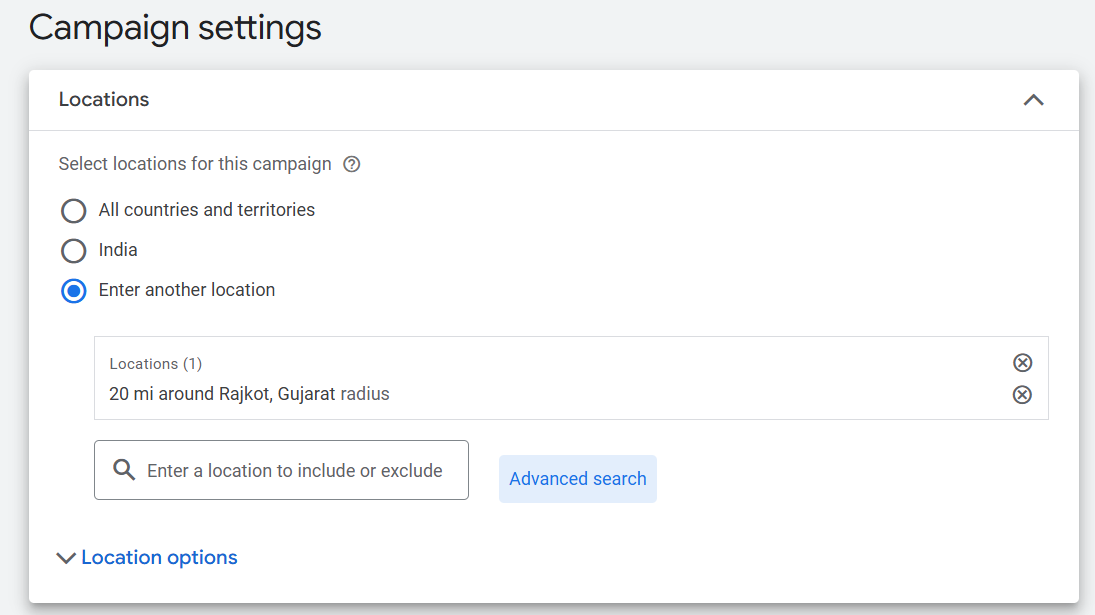 Campaign settings
Locations
Select locations for this campaign
All countries and territories
India
Enter another location
Locations (1)
20 mi around Rajkot, Gujarat radius
Enter a location to include or exclude
Advanced search
Location options